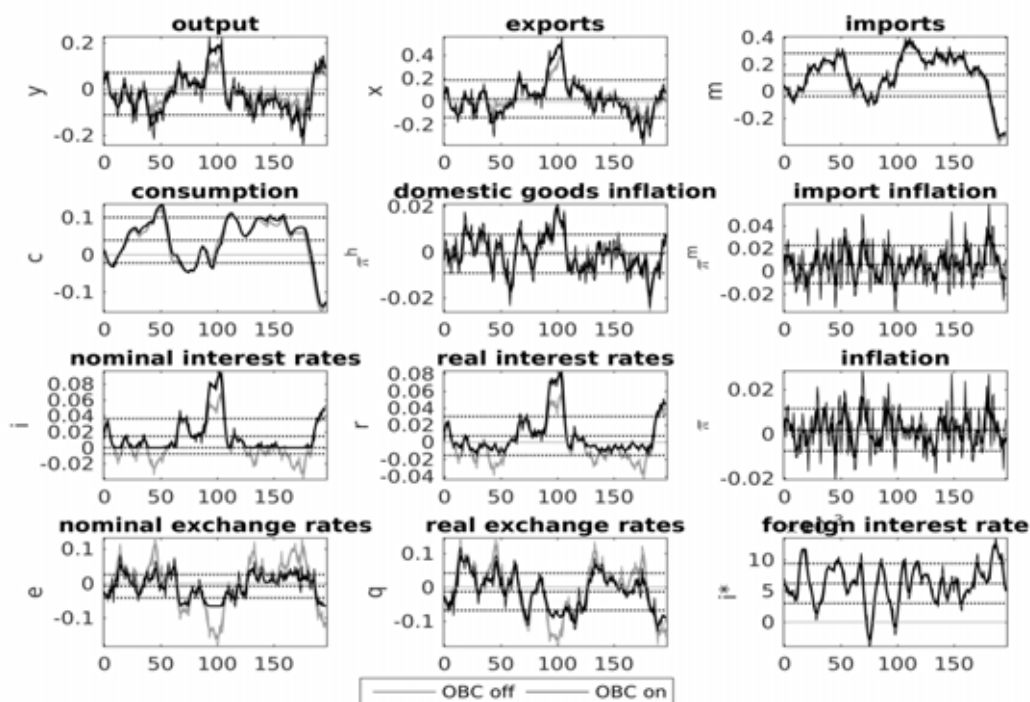 output exports imports
0.2 0.4 0.4
0 0.2 0.2
-0.2 0 0
-0.2 -0.2
y x m
0 50 100 150 0 50 100 150 0 50 100 150
consumption domestic goods inflation import inflation
0.1 0.02 0.04
0 0 0.02
-0.1 -0.02 0
-0.02
c πʰ πᵐ
0 50 100 150 0 50 100 150 0 50 100 150
nominal interest rates real interest rates inflation
0.08 0.08 0.02
0.06 0.06 0
0.04 0.04 -0.02
0.02 0.02
0 0
-0.02 -0.02
-0.04
i r π
0 50 100 150 0 50 100 150 0 50 100 150
nominal exchange rates real exchange rates foreign interest rate
0.1 0.1 10
0 0 5
-0.1 -0.1 0
e q i*
0 50 100 150 0 50 100 150 0 50 100 150
OBC off OBC on